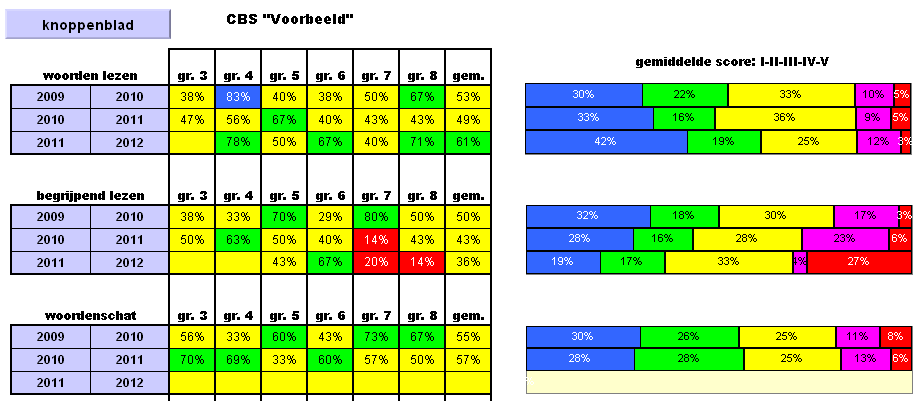 knoppenblad
CBS "Voorbeeld"
gemiddelde score: I-II-III-IV-V
woorden lezen gr. 3 gr. 4 gr. 5 gr. 6 gr. 7 gr. 8 gem.
2009 2010 38% 83% 40% 38% 50% 67% 53% 30% 22% 33% 10% 5%
2010 2011 47% 56% 67% 40% 43% 43% 49% 33% 16% 36% 9% 5%
2011 2012 78% 50% 67% 40% 71% 61% 42% 19% 25% 12% 3%
begrijpend lezen gr. 3 gr. 4 gr. 5 gr. 6 gr. 7 gr. 8 gem.
2009 2010 38% 33% 70% 29% 80% 50% 50% 32% 18% 30% 17% 3%
2010 2011 50% 63% 50% 40% 14% 43% 43% 28% 16% 28% 23% 6%
2011 2012 43% 67% 20% 14% 36% 19% 17% 33% 4% 27%
woordenschat gr. 3 gr. 4 gr. 5 gr. 6 gr. 7 gr. 8 gem.
2009 2010 56% 33% 60% 43% 73% 67% 55% 30% 26% 25% 11% 8%
2010 2011 70% 69% 33% 60% 57% 50% 57% 28% 28% 25% 13% 6%
2011 2012